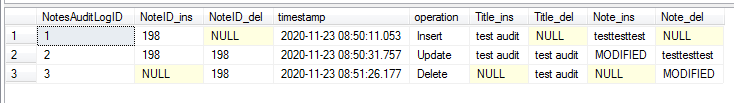 NotesAuditLogID NoteID_ins NoteID_del timestamp operation Title_ins Title_del Note_ins Note_del
1 1 198 NULL 2020-11-23 08:50:11.053 Insert test audit NULL testtesttest NULL
2 2 198 198 2020-11-23 08:50:31.757 Update test audit test audit MODIFIED testtesttest
3 3 NULL 198 2020-11-23 08:51:26.177 Delete NULL test audit NULL MODIFIED